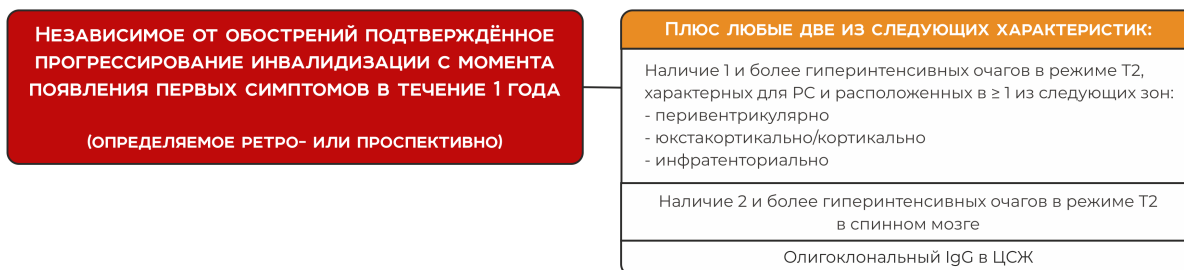 Независимое от обострений подтверждённое
прогрессирование инвалидизации с момента
появления первых симптомов в течение 1 года
(определяемое ретро- или проспективно)
Плюс любые две из следующих характеристик:
Наличие 1 и более гиперинтенсивных очагов в режиме Т2,
характерных для РС и расположенных в ≥ 1 из следующих зон:
- перивентрикулярно
- юкстакортикально/кортикально
- инфратенториально
Наличие 2 и более гиперинтенсивных очагов в режиме Т2
в спинном мозге
Олигоклональный IgG в ЦСЖ